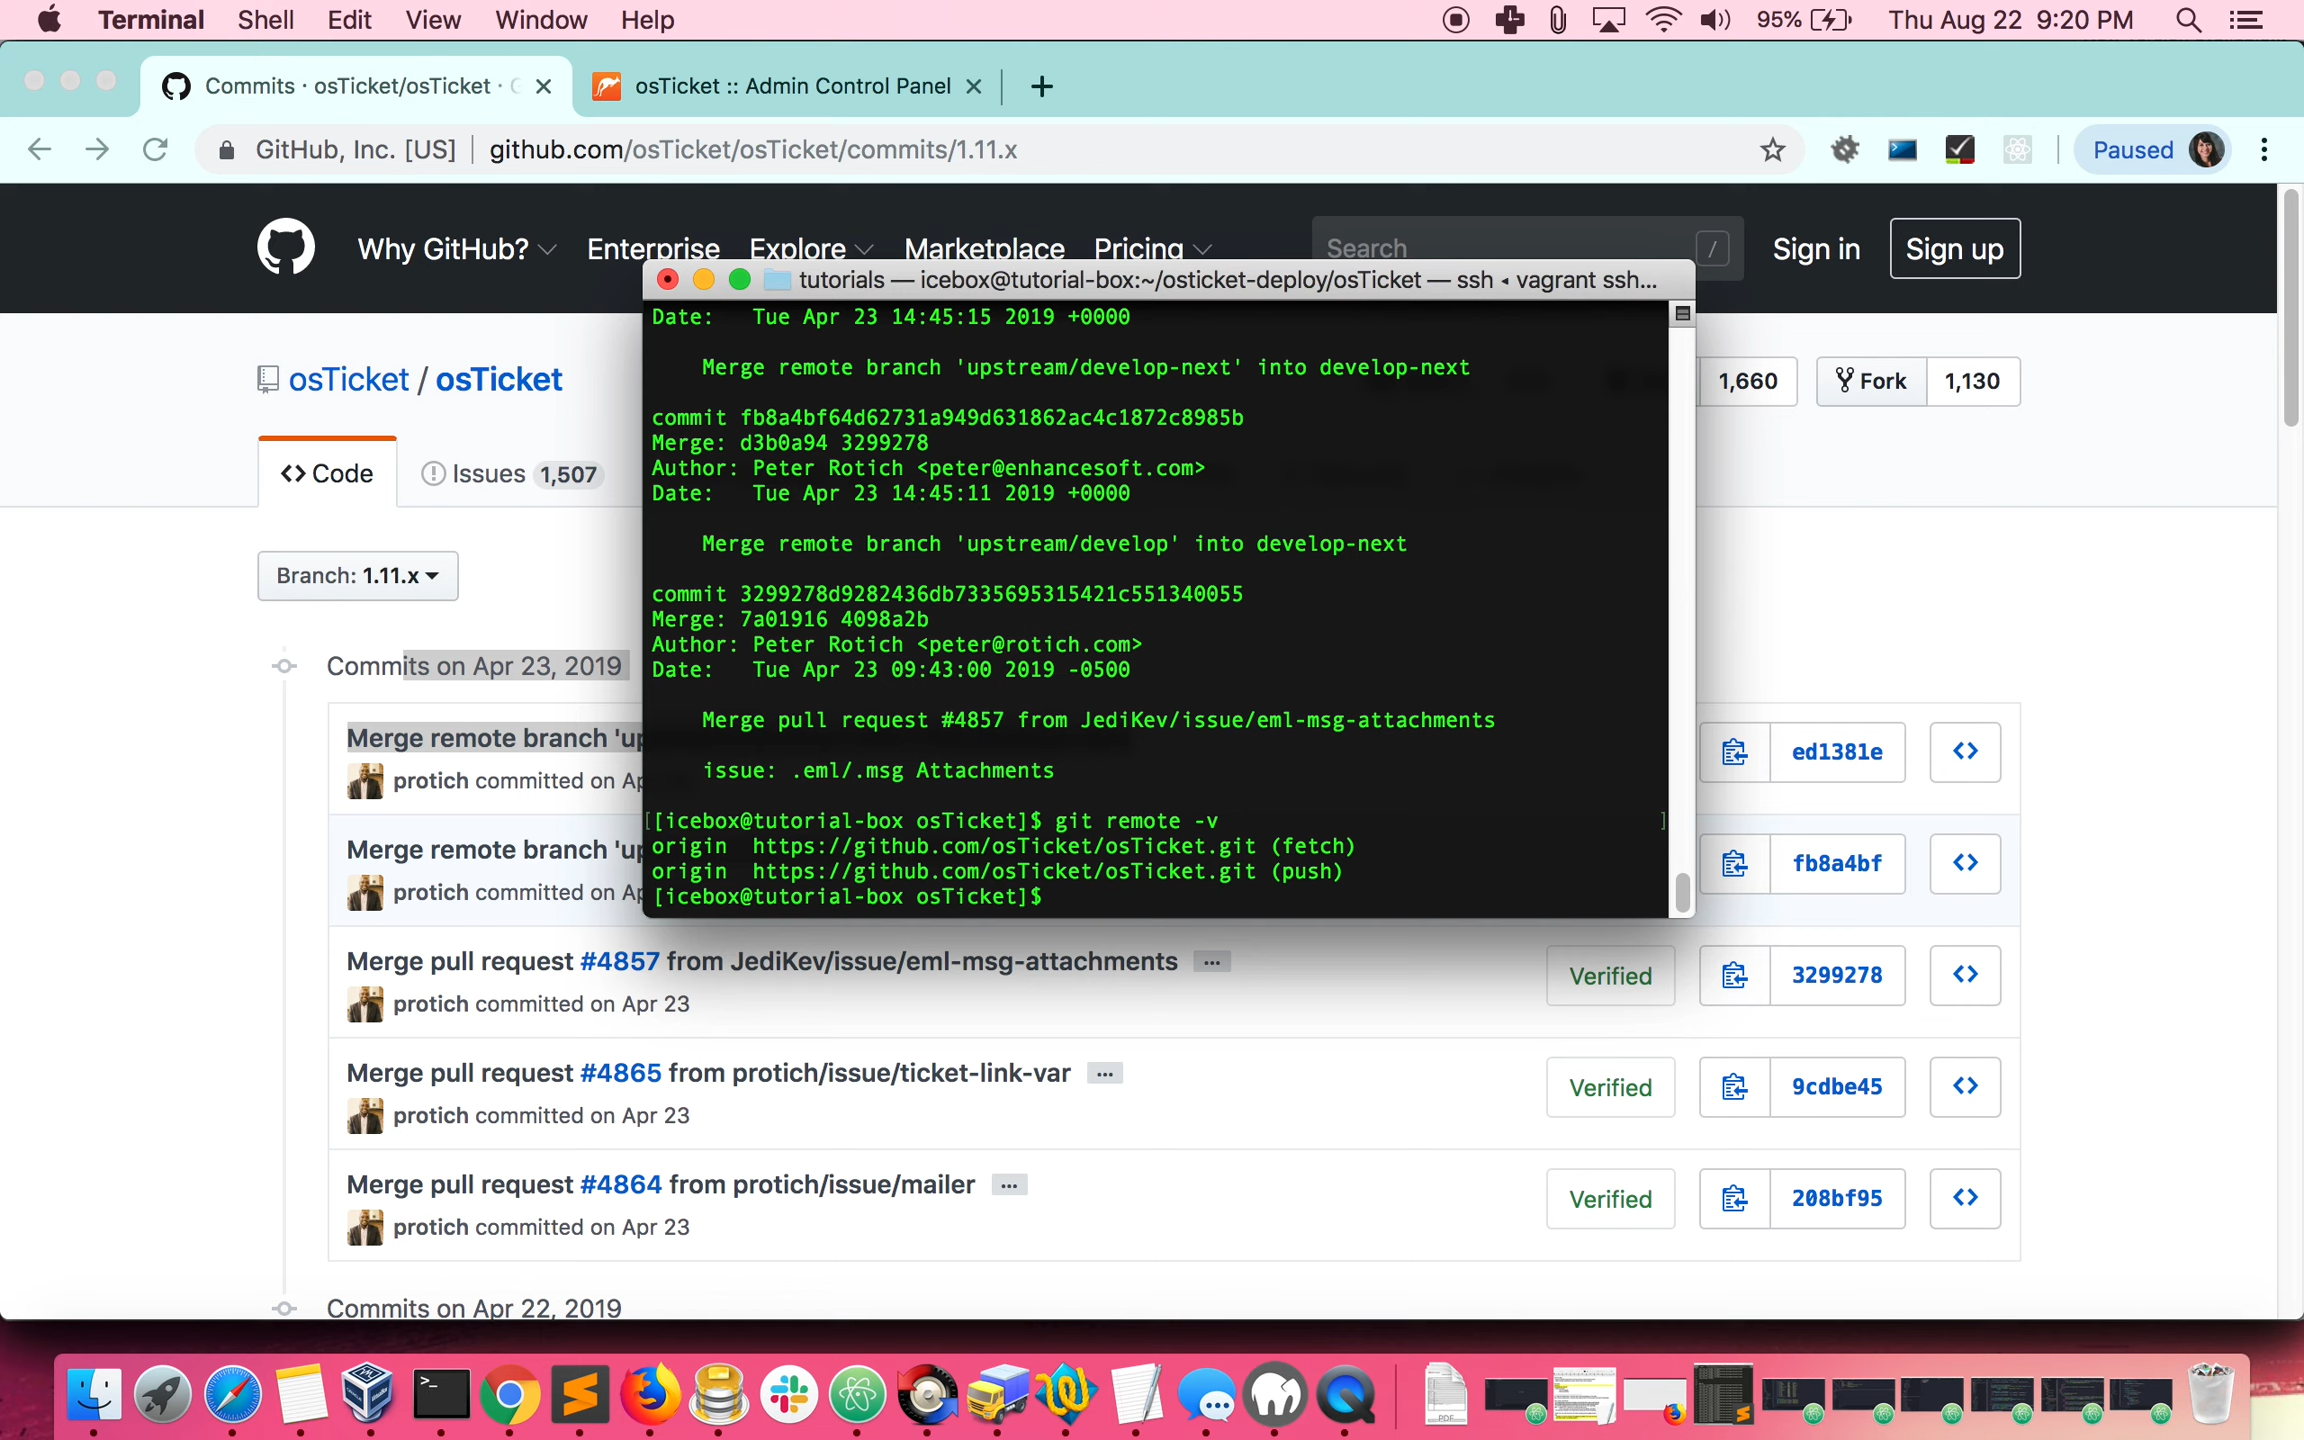 Terminal Shell Edit View Window Help 95% Thu Aug 22 9:20 PM
Commits · osTicket/osTicket · osTicket :: Admin Control Panel
GitHub, Inc. [US] github.com/osTicket/osTicket/commits/1.11.x Paused
Why GitHub? Enterprise Explore Marketplace Pricing Search / Sign in Sign up
tutorials — icebox@tutorial-box:~/osticket-deploy/osTicket — ssh ◂ vagrant ssh...
Date:   Tue Apr 23 14:45:15 2019 +0000
Merge remote branch 'upstream/develop-next' into develop-next
commit fb8a4bf64d62731a949d631862ac4c1872c8985b
Merge: d3b0a94 3299278
Author: Peter Rotich <peter@enhancesoft.com>
Date:   Tue Apr 23 14:45:11 2019 +0000
Merge remote branch 'upstream/develop' into develop-next
commit 3299278d9282436db7335695315421c551340055
Merge: 7a01916 4098a2b
Author: Peter Rotich <peter@rotich.com>
Date:   Tue Apr 23 09:43:00 2019 -0500
Merge pull request #4857 from JediKev/issue/eml-msg-attachments
issue: .eml/.msg Attachments
[[icebox@tutorial-box osTicket]$ git remote -v ]
origin  https://github.com/osTicket/osTicket.git (fetch)
origin  https://github.com/osTicket/osTicket.git (push)
[icebox@tutorial-box osTicket]$
osTicket / osTicket
1,660 Fork 1,130
Code Issues 1,507
Branch: 1.11.x
Commits on Apr 23, 2019
Merge remote branch
protich committed on
ed1381e
Merge remote branch
protich committed on
fb8a4bf
Merge pull request #4857 from JediKev/issue/eml-msg-attachments ...
protich committed on Apr 23
Verified 3299278
Merge pull request #4865 from protich/issue/ticket-link-var ...
protich committed on Apr 23
Verified 9cdbe45
Merge pull request #4864 from protich/issue/mailer ...
protich committed on Apr 23
Verified 208bf95
Commits on Apr 22, 2019
PDF